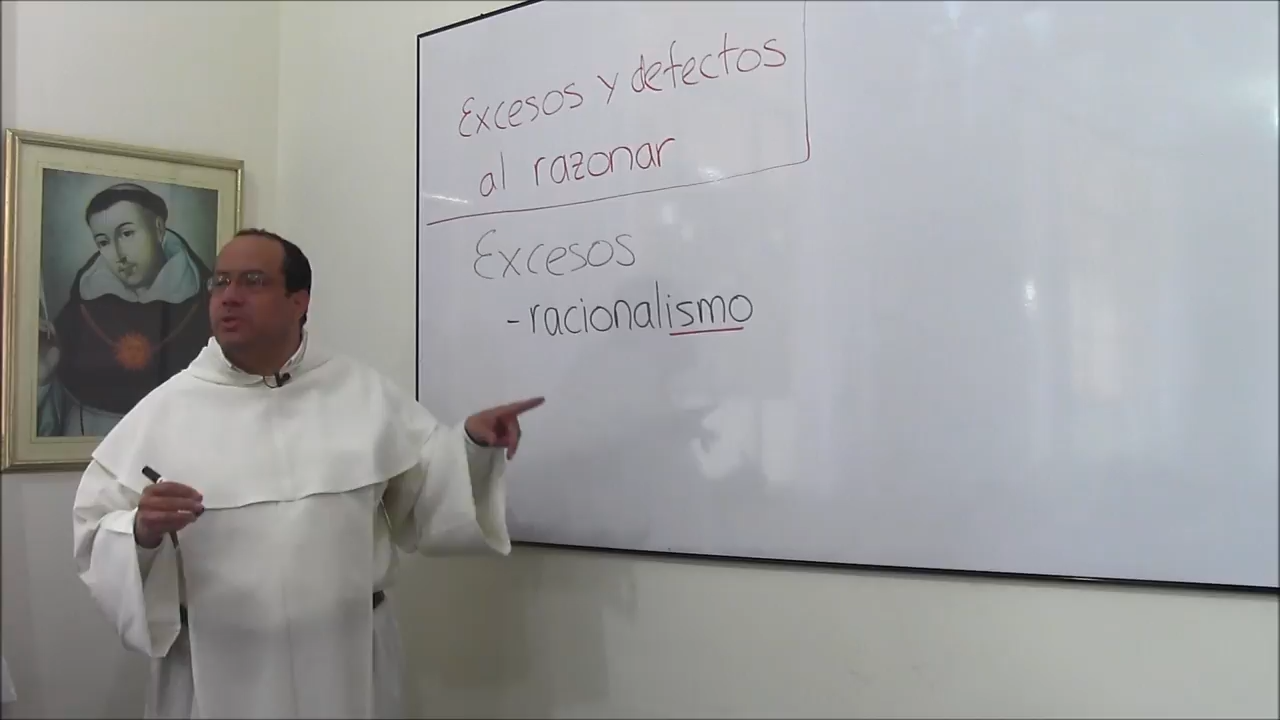 Excesos y defectos
al razonar
Excesos
- racionalismo